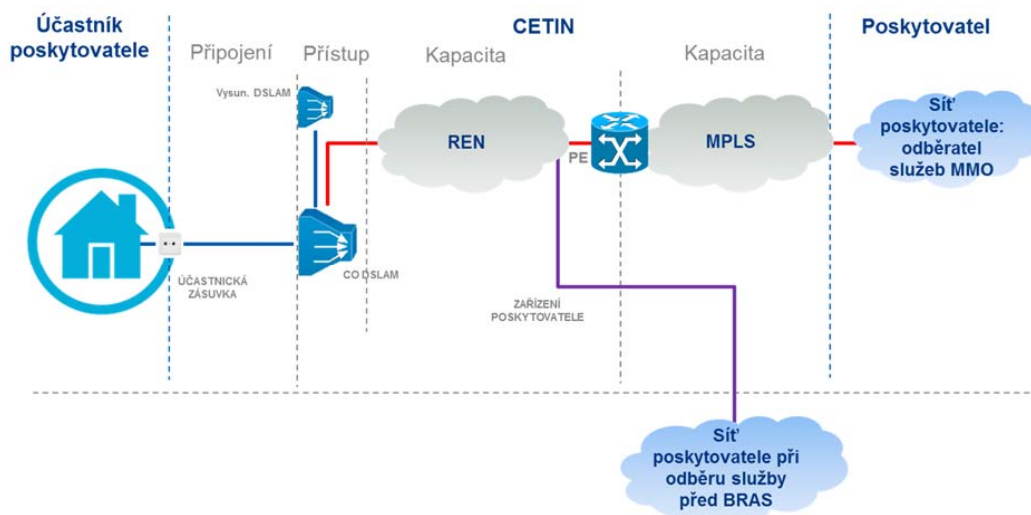 Účastník
poskytovatele
CETIN
Poskytovatel
Připojení
Přístup
Kapacita
Kapacita
Vysun. DSLAM
REN
PE
MPLS
Síť
poskytovatele:
odběratel
služeb MMO
ÚČASTNICKÁ
ZÁSUVKA
CO DSLAM
ZAŘÍZENÍ
POSKYTOVATELE
Síť
poskytovatele při
odběru služby
před BRAS